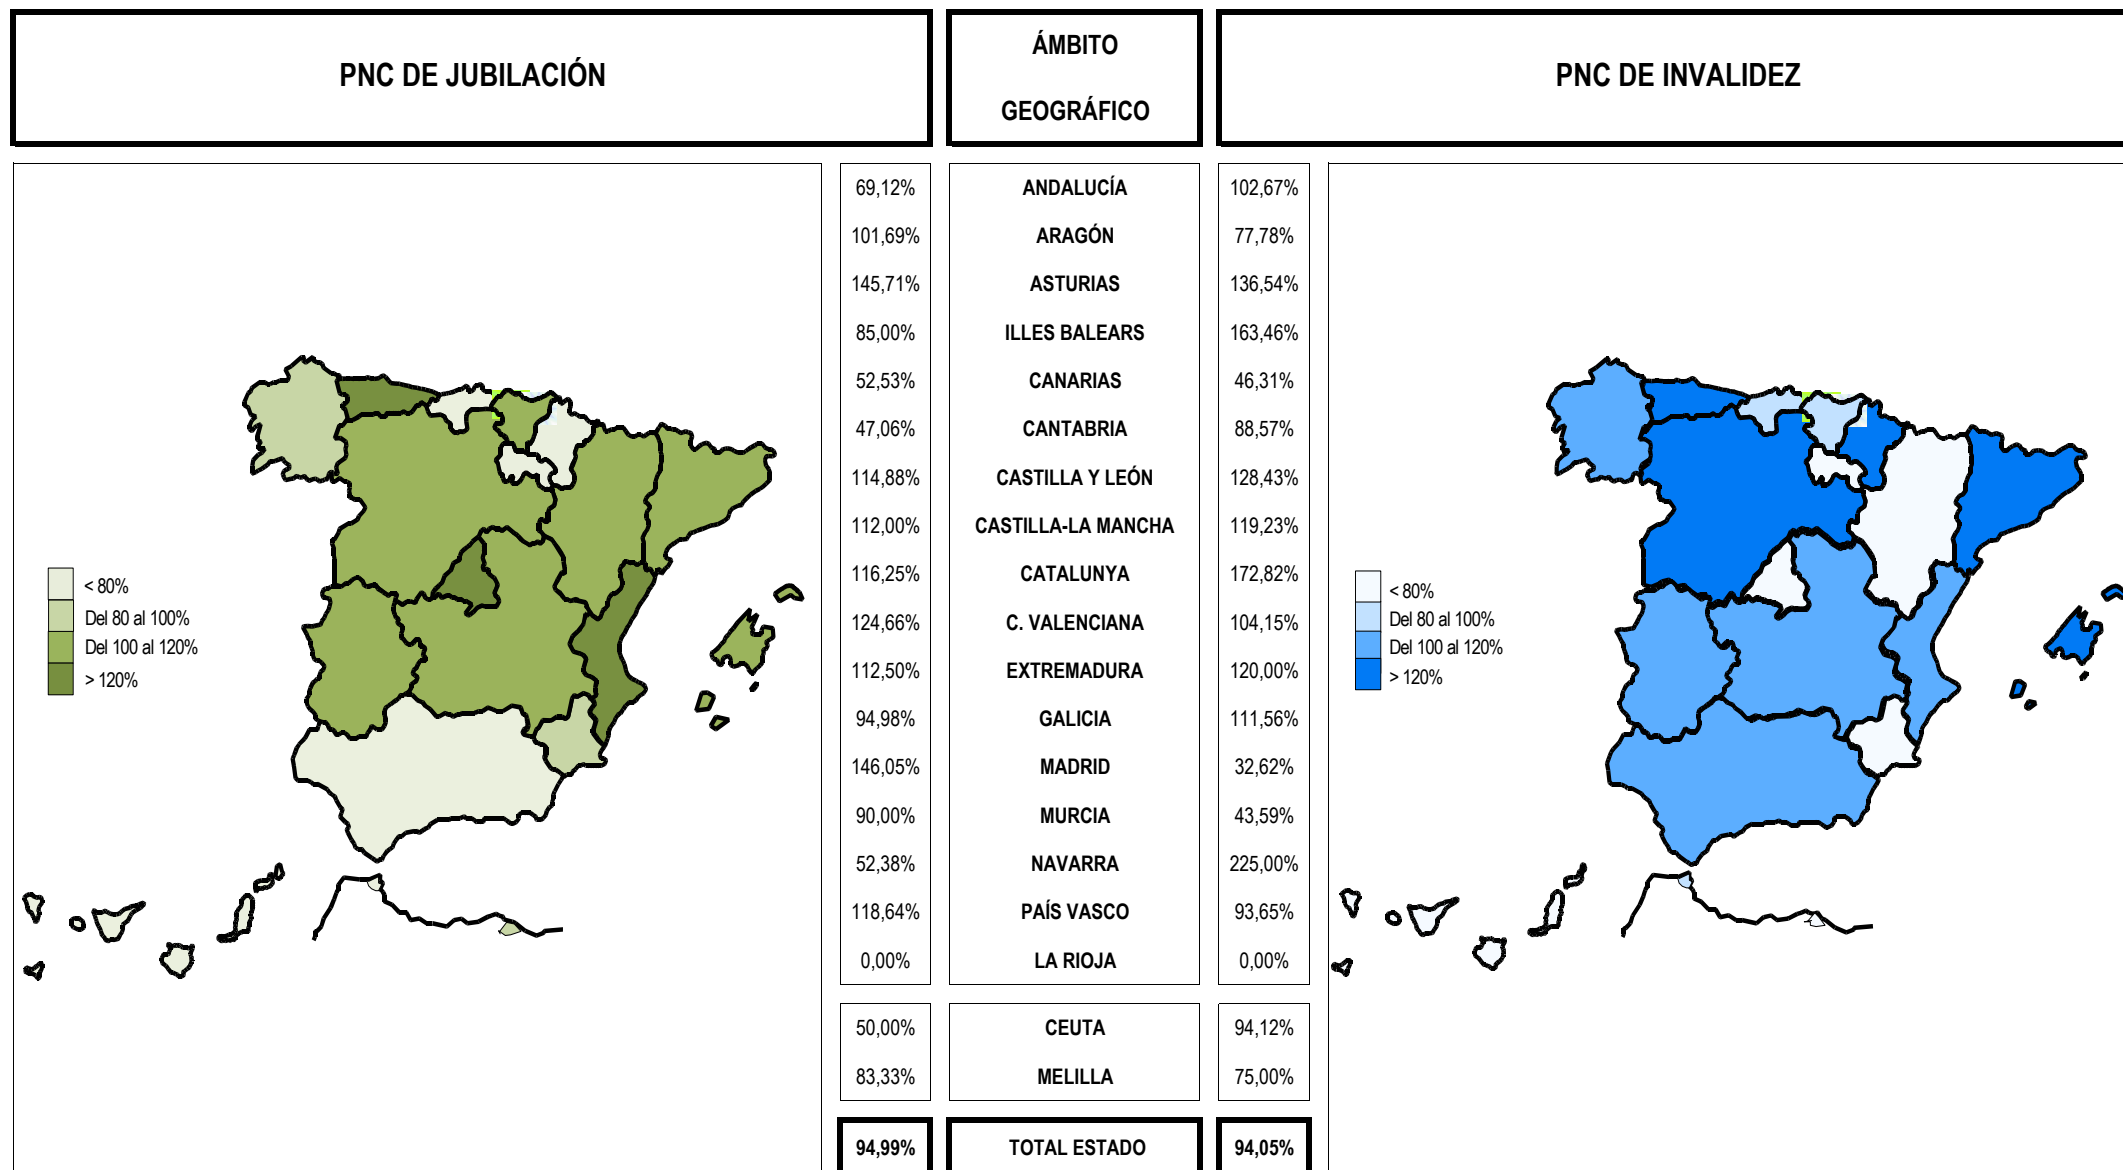 PNC DE JUBILACIÓN
ÁMBITO
GEOGRÁFICO
PNC DE INVALIDEZ
69,12% ANDALUCÍA 102,67%
101,69% ARAGÓN 77,78%
145,71% ASTURIAS 136,54%
85,00% ILLES BALEARS 163,46%
52,53% CANARIAS 46,31%
47,06% CANTABRIA 88,57%
114,88% CASTILLA Y LEÓN 128,43%
112,00% CASTILLA-LA MANCHA 119,23%
116,25% CATALUNYA 172,82%
124,66% C. VALENCIANA 104,15%
112,50% EXTREMADURA 120,00%
94,98% GALICIA 111,56%
146,05% MADRID 32,62%
90,00% MURCIA 43,59%
52,38% NAVARRA 225,00%
118,64% PAÍS VASCO 93,65%
0,00% LA RIOJA 0,00%
50,00% CEUTA 94,12%
83,33% MELILLA 75,00%
94,99% TOTAL ESTADO 94,05%
< 80%
Del 80 al 100%
Del 100 al 120%
> 120%
< 80%
Del 80 al 100%
Del 100 al 120%
> 120%